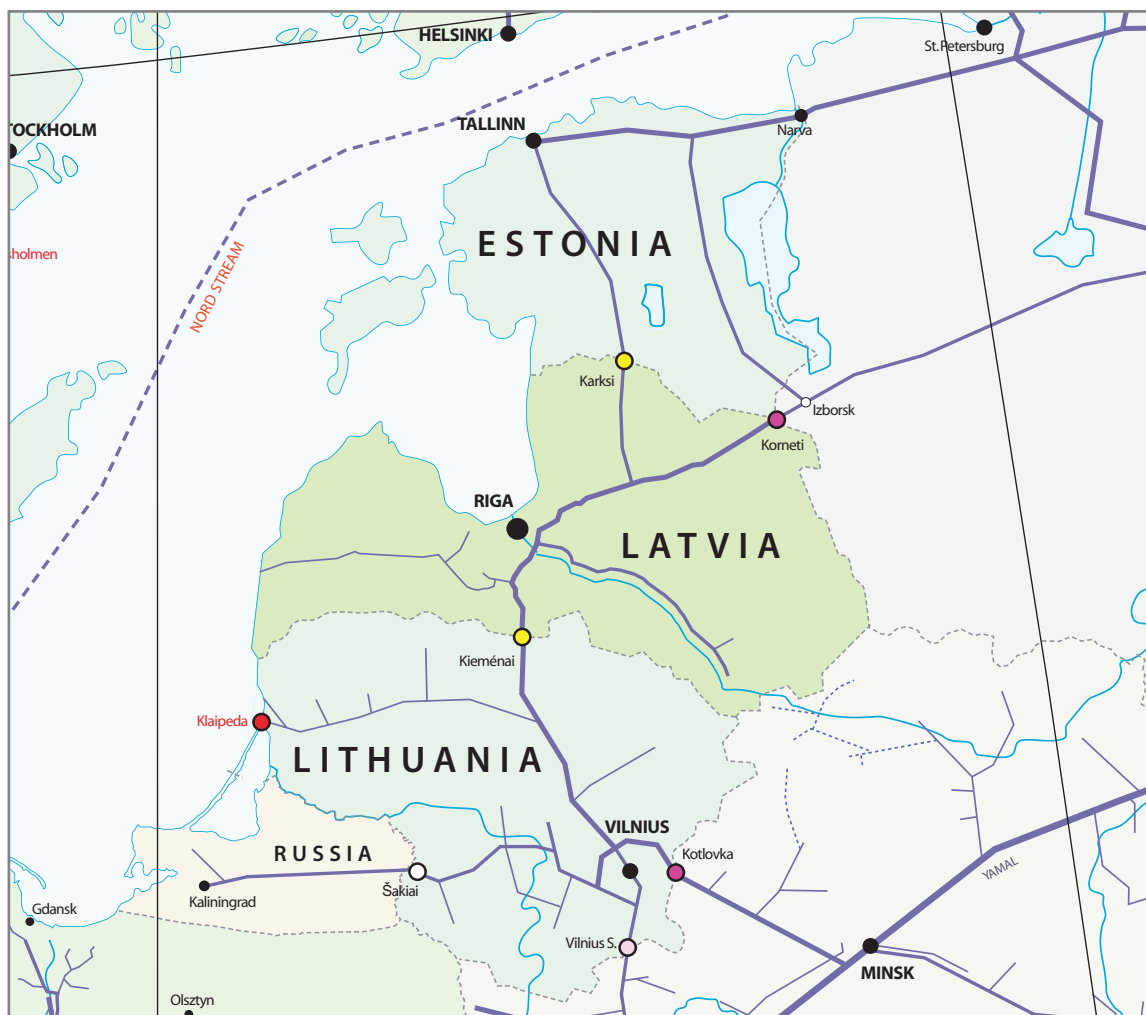 HELSINKI
St. Petersburg
TOCKHOLM
TALLINN
Narva
ESTONIA
sholmen
NORD STREAM
Karksi
Izborsk
Korneti
RIGA
LATVIA
Kieménai
Klaipeda
LITHUANIA
VILNIUS
RUSSIA
Kotlovka
YAMAL
Šakiai
Kaliningrad
Gdansk
Vilnius S.
MINSK
Olsztyn